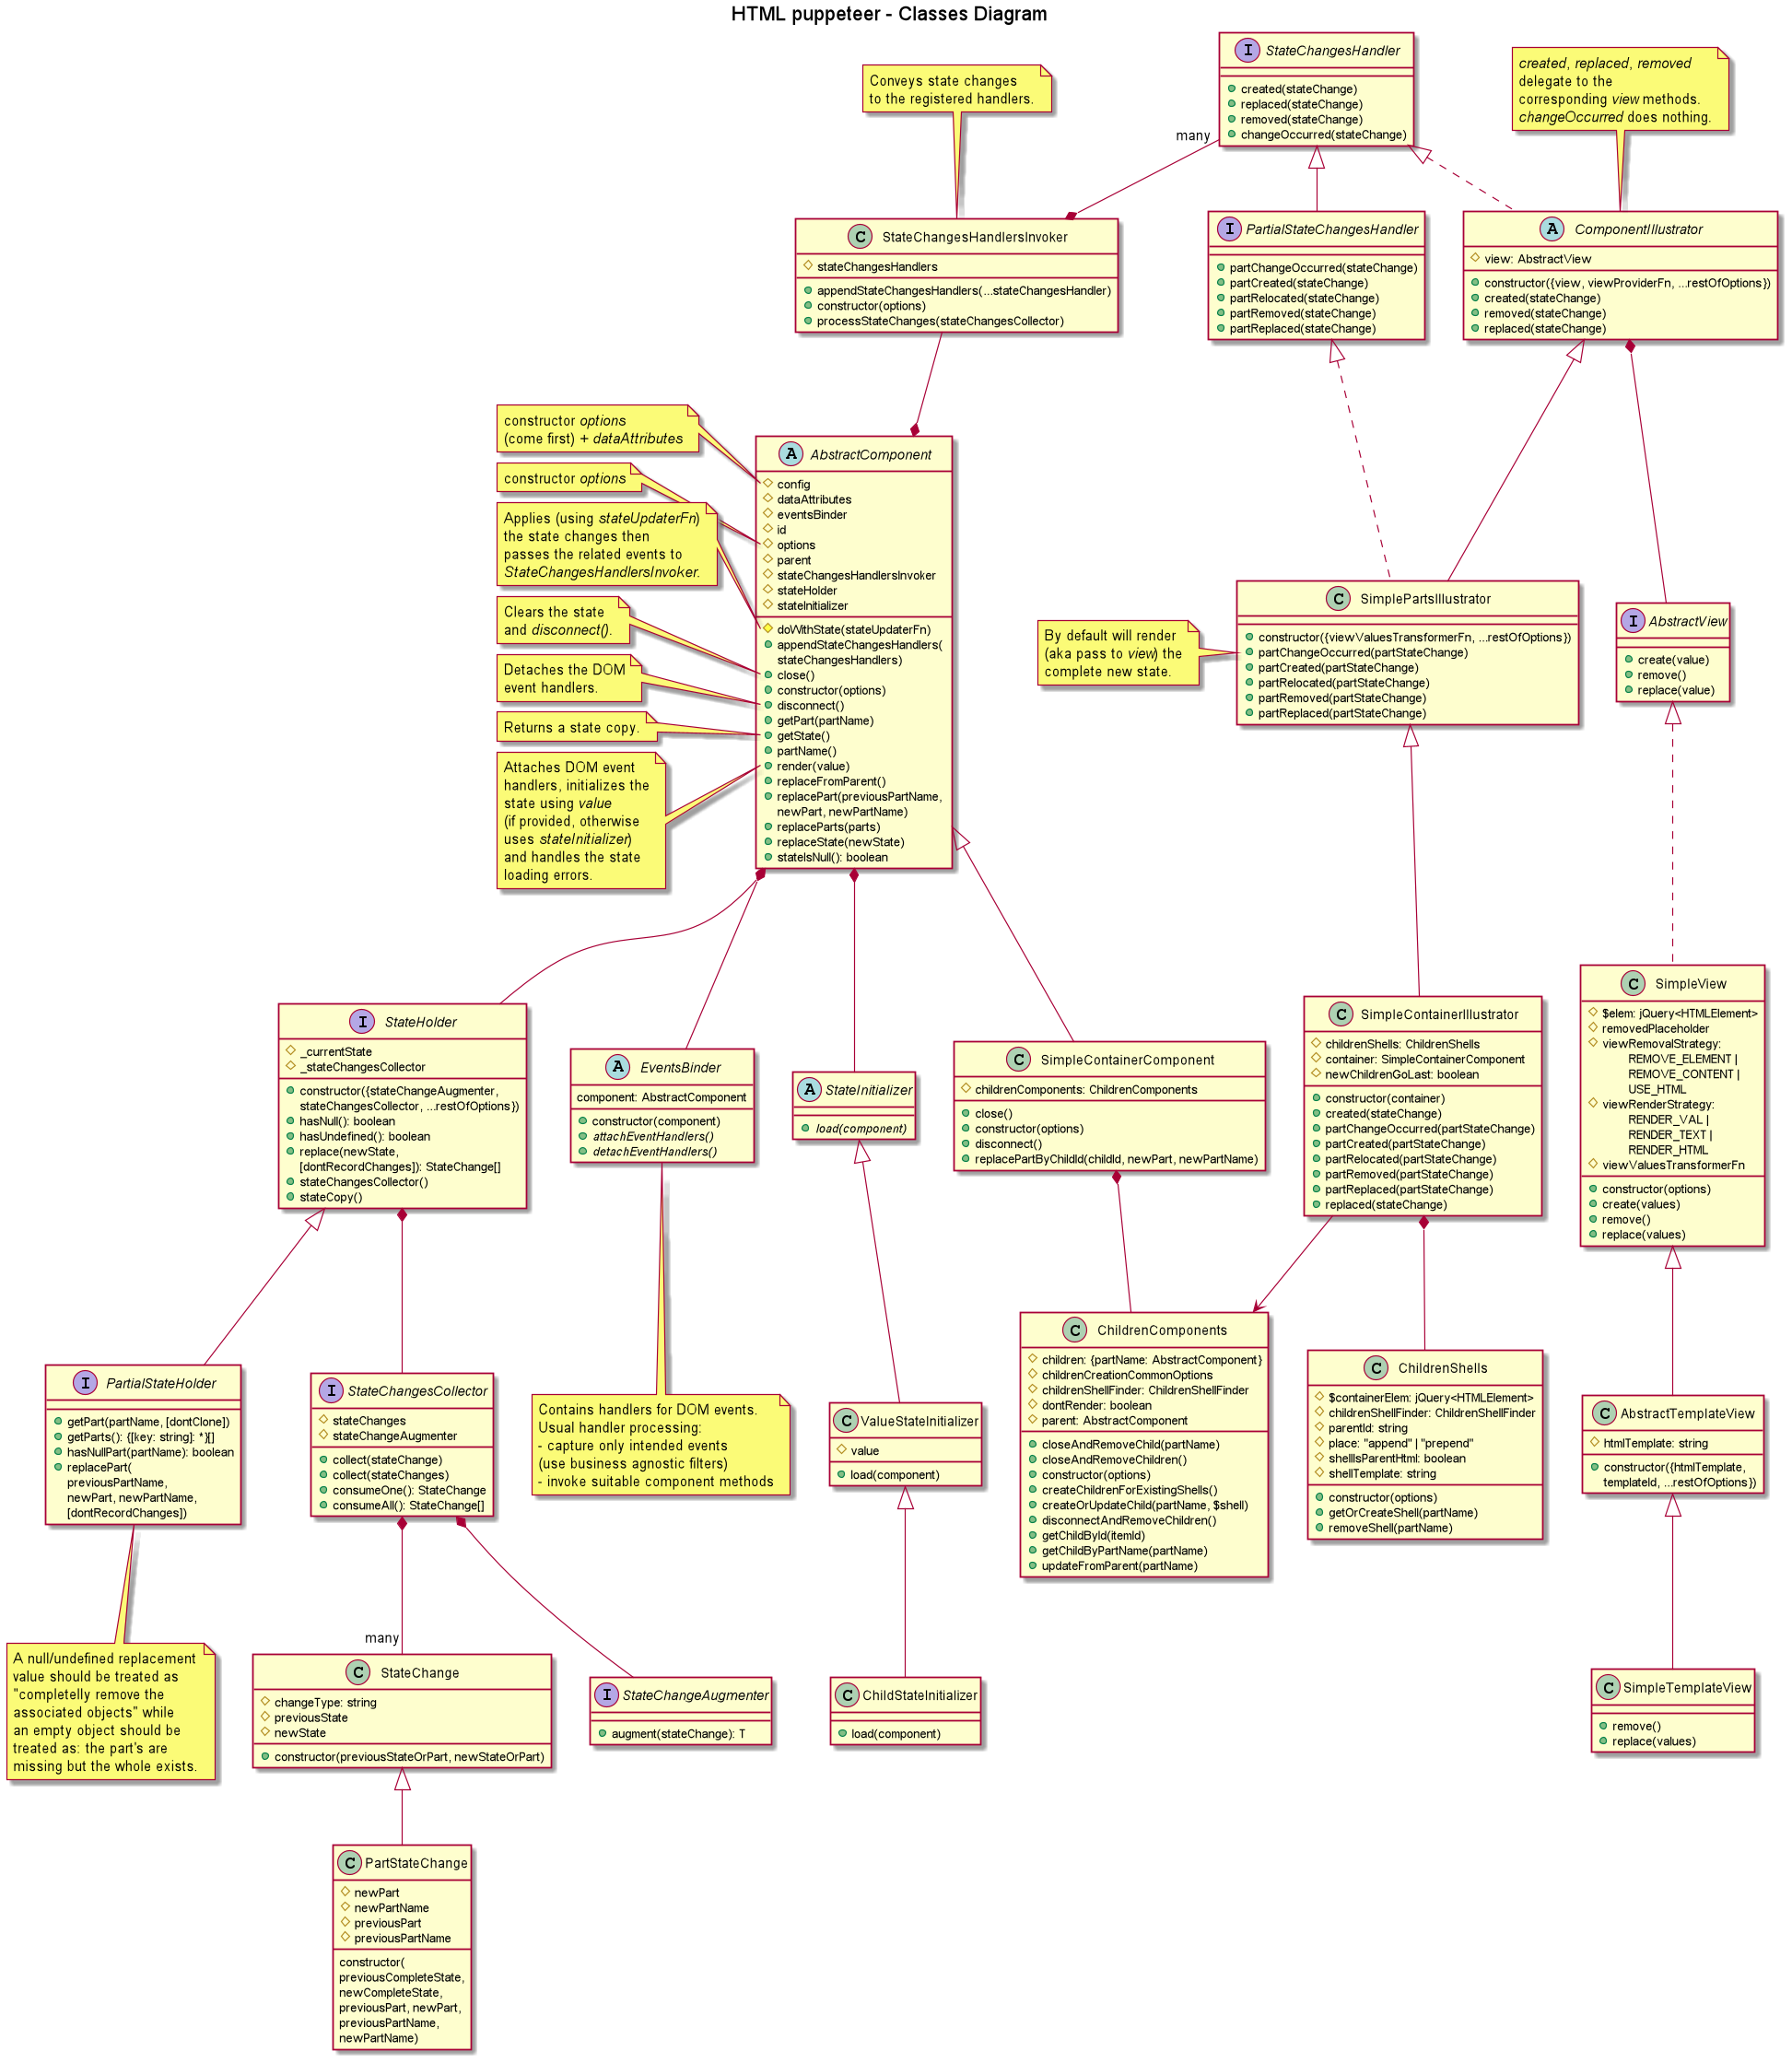 HTML puppeteer - Classes Diagram
I StateChangesHandler
created(stateChange)
replaced(stateChange)
removed(stateChange)
changeOccurred(stateChange)
created, replaced, removed
delegate to the
corresponding view methods.
changeOccurred does nothing.
Conveys state changes
to the registered handlers.
many
C StateChangesHandlersInvoker
stateChangesHandlers
appendStateChangesHandlers(...stateChangesHandler)
constructor(options)
processStateChanges(stateChangesCollector)
I PartialStateChangesHandler
partChangeOccurred(stateChange)
partCreated(stateChange)
partRelocated(stateChange)
partRemoved(stateChange)
partReplaced(stateChange)
A ComponentIllustrator
view: AbstractView
constructor({view, viewProviderFn, ...restOfOptions})
created(stateChange)
removed(stateChange)
replaced(stateChange)
constructor options
(come first) + dataAttributes
constructor options
Applies (using stateUpdaterFn)
the state changes then
passes the related events to
StateChangesHandlersInvoker.
Clears the state
and disconnect().
Detaches the DOM
event handlers.
Returns a state copy.
Attaches DOM event
handlers, initializes the
state using value
(if provided, otherwise
uses stateInitializer)
and handles the state
loading errors.
A AbstractComponent
config
dataAttributes
eventsBinder
id
options
parent
stateChangesHandlersInvoker
stateHolder
stateInitializer
doWithState(stateUpdaterFn)
appendStateChangesHandlers(
stateChangesHandlers)
close()
constructor(options)
disconnect()
getPart(partName)
getState()
partName()
render(value)
replaceFromParent()
replacePart(previousPartName,
newPart, newPartName)
replaceParts(parts)
replaceState(newState)
stateIsNull(): boolean
By default will render
(aka pass to view) the
complete new state.
C SimplePartsIllustrator
constructor({viewValuesTransformerFn, ...restOfOptions})
partChangeOccurred(partStateChange)
partCreated(partStateChange)
partRelocated(partStateChange)
partRemoved(partStateChange)
partReplaced(partStateChange)
I AbstractView
create(value)
remove()
replace(value)
I StateHolder
_currentState
_stateChangesCollector
constructor({stateChangeAugmenter,
stateChangesCollector, ...restOfOptions})
hasNull(): boolean
hasUndefined(): boolean
replace(newState,
[dontRecordChanges]): StateChange[]
stateChangesCollector()
stateCopy()
A EventsBinder
component: AbstractComponent
constructor(component)
attachEventHandlers()
detachEventHandlers()
A StateInitializer
load(component)
C SimpleContainerComponent
childrenComponents: ChildrenComponents
close()
constructor(options)
disconnect()
replacePartByChildId(childId, newPart, newPartName)
C SimpleContainerIllustrator
childrenShells: ChildrenShells
container: SimpleContainerComponent
newChildrenGoLast: boolean
constructor(container)
created(stateChange)
partChangeOccurred(partStateChange)
partCreated(partStateChange)
partRelocated(partStateChange)
partRemoved(partStateChange)
partReplaced(partStateChange)
replaced(stateChange)
C SimpleView
$elem: jQuery<HTMLElement>
removedPlaceholder
viewRemovalStrategy:
REMOVE_ELEMENT |
REMOVE_CONTENT |
USE_HTML
viewRenderStrategy:
RENDER_VAL |
RENDER_TEXT |
RENDER_HTML
viewValuesTransformerFn
constructor(options)
create(values)
remove()
replace(values)
I PartialStateHolder
getPart(partName, [dontClone])
getParts(): {[key: string]: *}[]
hasNullPart(partName): boolean
replacePart(
previousPartName,
newPart, newPartName,
[dontRecordChanges])
I StateChangesCollector
stateChanges
stateChangeAugmenter
collect(stateChange)
collect(stateChanges)
consumeOne(): StateChange
consumeAll(): StateChange[]
Contains handlers for DOM events.
Usual handler processing:
- capture only intended events
(use business agnostic filters)
- invoke suitable component methods
C ValueStateInitializer
value
load(component)
C ChildrenComponents
children: {partName: AbstractComponent}
childrenCreationCommonOptions
childrenShellFinder: ChildrenShellFinder
dontRender: boolean
parent: AbstractComponent
closeAndRemoveChild(partName)
closeAndRemoveChildren()
constructor(options)
createChildrenForExistingShells()
createOrUpdateChild(partName, $shell)
disconnectAndRemoveChildren()
getChildById(itemId)
getChildByPartName(partName)
updateFromParent(partName)
C ChildrenShells
$containerElem: jQuery<HTMLElement>
childrenShellFinder: ChildrenShellFinder
parentId: string
place: "append" | "prepend"
shellIsParentHtml: boolean
shellTemplate: string
constructor(options)
getOrCreateShell(partName)
removeShell(partName)
C AbstractTemplateView
htmlTemplate: string
constructor({htmlTemplate,
templateId, ...restOfOptions})
A null/undefined replacement
value should be treated as
"completelly remove the
associated objects" while
an empty object should be
treated as: the part's are
missing but the whole exists.
many
C StateChange
changeType: string
previousState
newState
constructor(previousStateOrPart, newStateOrPart)
I StateChangeAugmenter
augment(stateChange): T
C ChildStateInitializer
load(component)
C SimpleTemplateView
remove()
replace(values)
C PartStateChange
newPart
newPartName
previousPart
previousPartName
constructor(
previousCompleteState,
newCompleteState,
previousPart, newPart,
previousPartName,
newPartName)